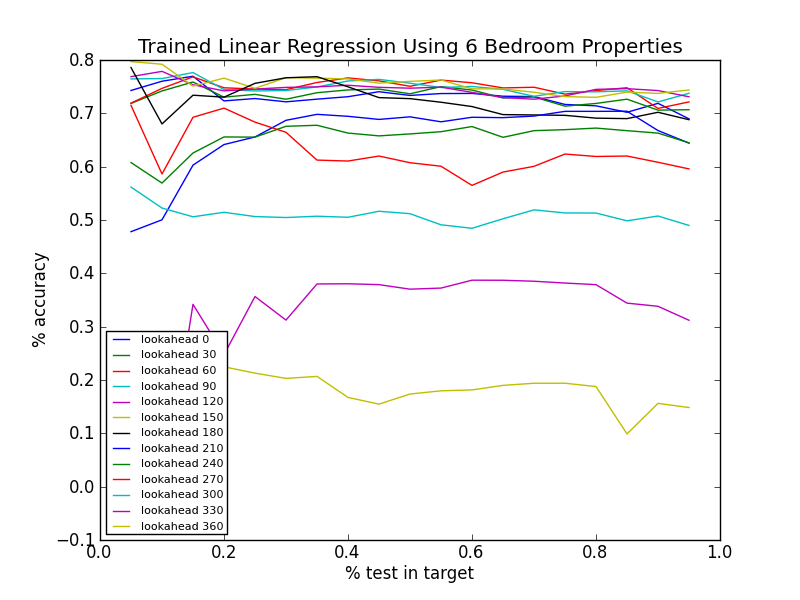 Trained Linear Regression Using 6 Bedroom Properties
0.8
0.7
0.6
0.5
0.4
0.3
0.2
0.1
0.0
−0.1
% accuracy
lookahead 0
lookahead 30
lookahead 60
lookahead 90
lookahead 120
lookahead 150
lookahead 180
lookahead 210
lookahead 240
lookahead 270
lookahead 300
lookahead 330
lookahead 360
0.0 0.2 0.4 0.6 0.8 1.0
% test in target